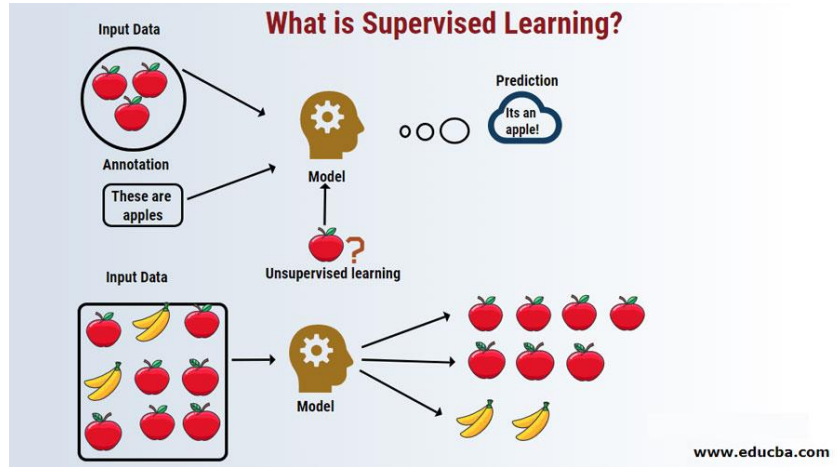 What is Supervised Learning?
Input Data
Annotation
These are
apples
Model
Prediction
Its an
apple!
?
Unsupervised learning
Input Data
Model
www.educba.com